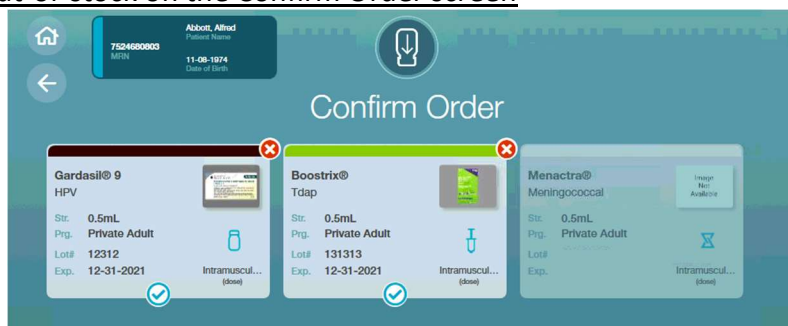 out-of-stock on the Confirm Order screen
7524680803
MRN
Abbott, Alfred
Patient Name
11-08-1974
Date of Birth
Confirm Order
Gardasil® 9
HPV
Str. 0.5mL
Prg. Private Adult
Lot# 12312
Exp. 12-31-2021
Intramuscul...
(dose)
Boostrix®
Tdap
Str. 0.5mL
Prg. Private Adult
Lot# 131313
Exp. 12-31-2021
Intramuscul...
(dose)
Menactra®
Meningococcal
Image
Not
Available
Str. 0.5mL
Prg. Private Adult
Lot#
Exp.
Intramuscul...
(dose)